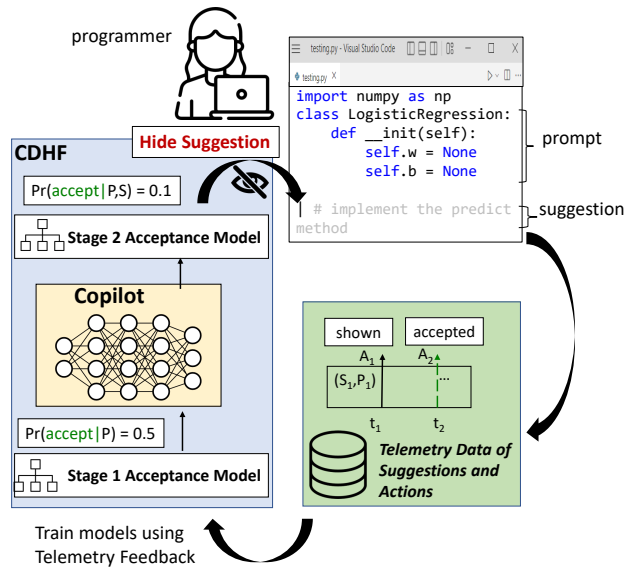 programmer
testing.py - Visual Studio Code
testing.py X
import numpy as np
class LogisticRegression:
def __init(self):
self.w = None
self.b = None
# implement the predict
method
prompt
suggestion
Hide Suggestion
CDHF
Pr(accept|P,S) = 0.1
Stage 2 Acceptance Model
Copilot
Pr(accept|P) = 0.5
Stage 1 Acceptance Model
shown
accepted
A1
A2
(S1,P1)
...
t1
t2
Telemetry Data of
Suggestions and
Actions
Train models using
Telemetry Feedback